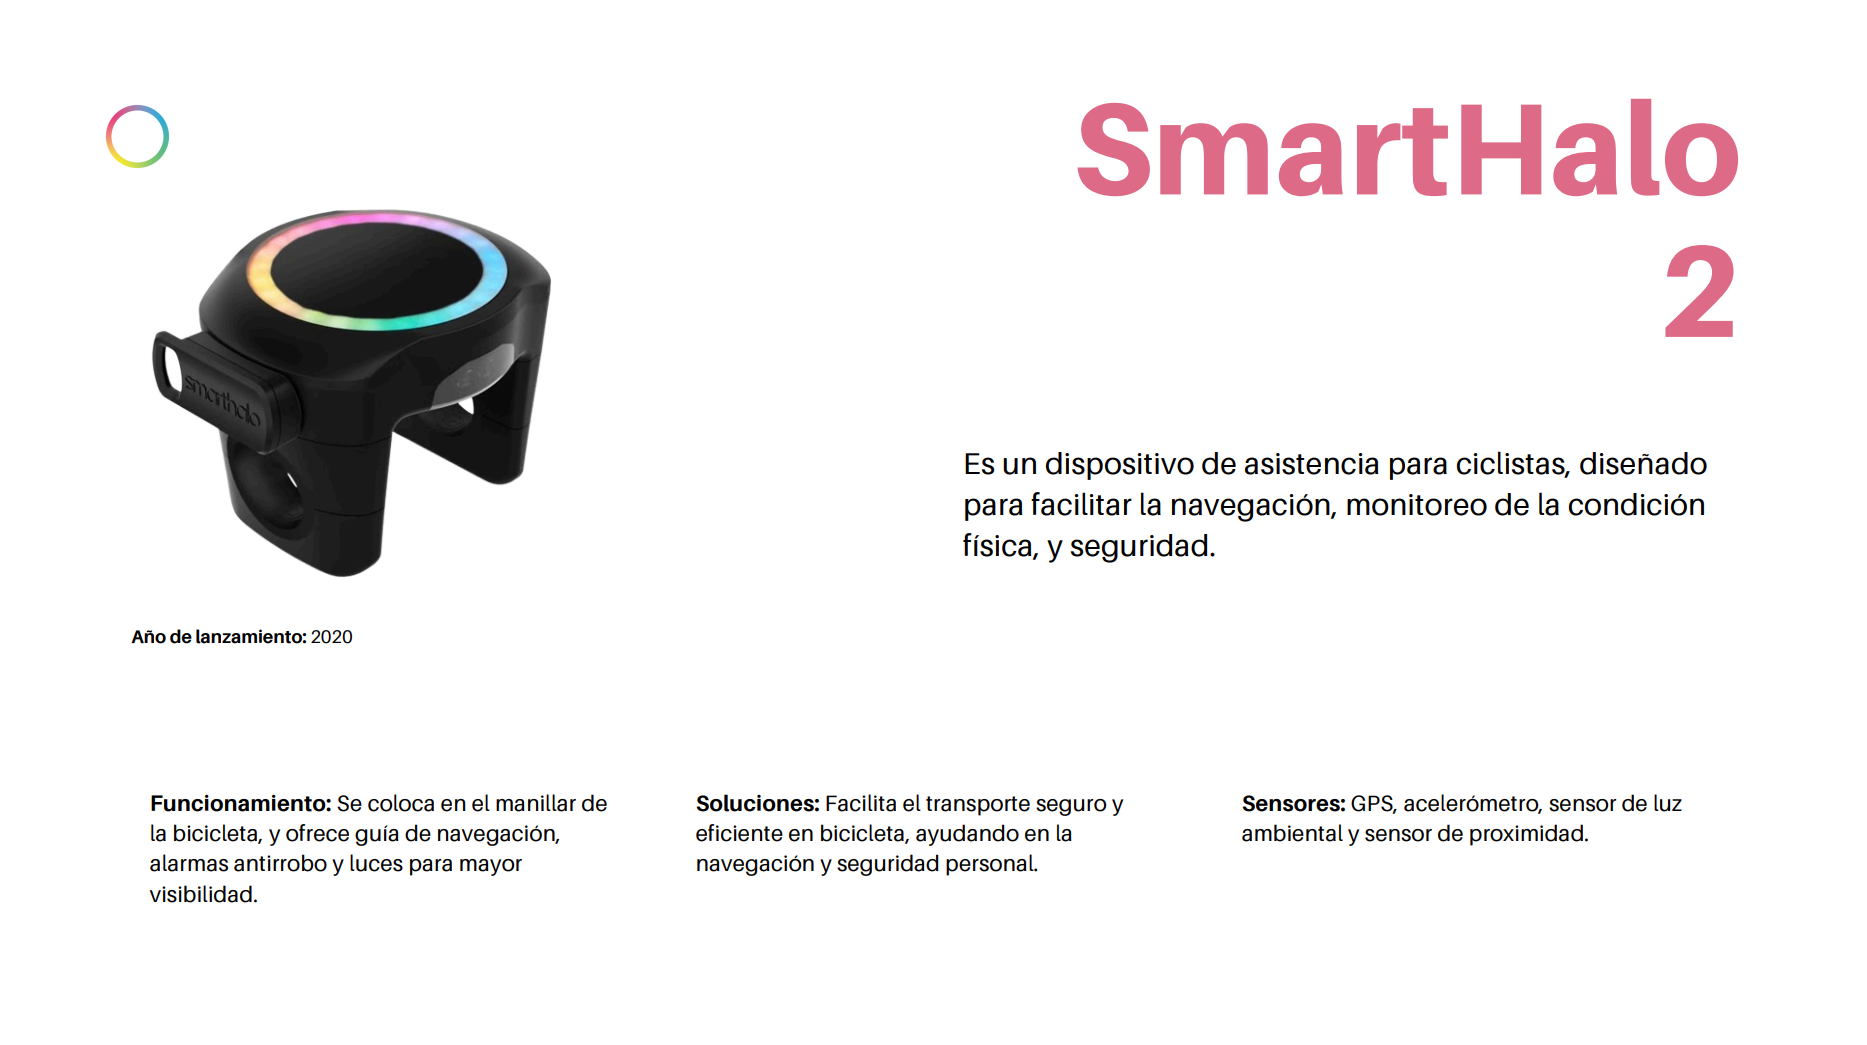 SmartHalo
2
smarthalo
Es un dispositivo de asistencia para ciclistas, diseñado
para facilitar la navegación, monitoreo de la condición
física, y seguridad.
Año de lanzamiento: 2020
Funcionamiento: Se coloca en el manillar de
la bicicleta, y ofrece guía de navegación,
alarmas antirrobo y luces para mayor
visibilidad.
Soluciones: Facilita el transporte seguro y
eficiente en bicicleta, ayudando en la
navegación y seguridad personal.
Sensores: GPS, acelerómetro, sensor de luz
ambiental y sensor de proximidad.